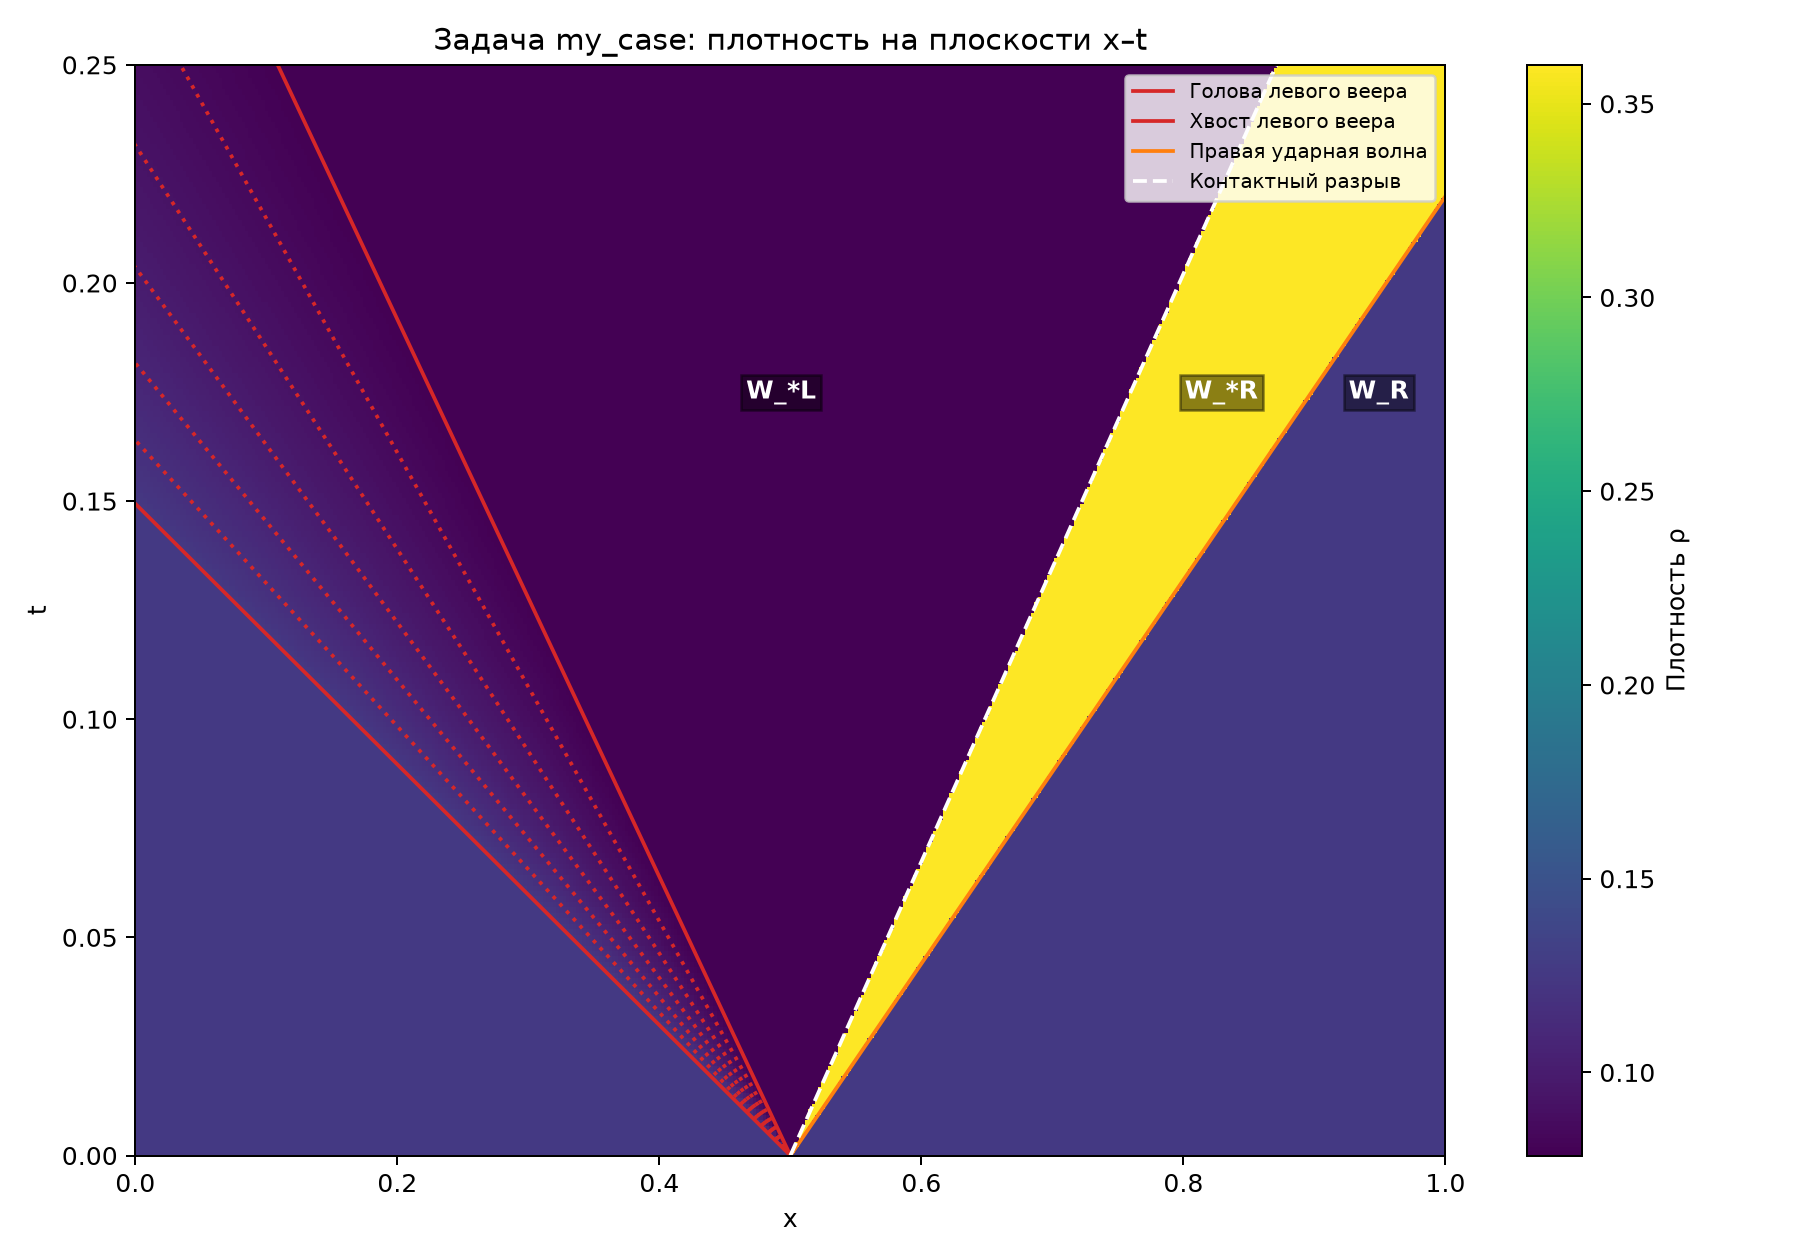 Задача my_case: плотность на плоскости x–t
Голова левого веера
Хвост левого веера
Правая ударная волна
Контактный разрыв
W_*L
W_*R
W_R
0.25
0.20
0.15
0.10
0.05
0.00
t
0.0
0.2
0.4
0.6
0.8
1.0
x
0.35
0.30
0.25
0.20
0.15
0.10
Плотность ρ